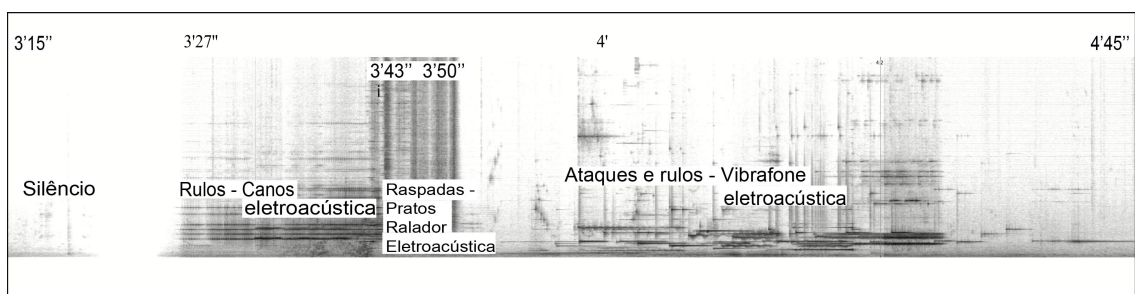 3'15’’
3'27"
4'
4'45’’
3’43’’ 3’50’’
i
Silêncio
Rulos - Canos
eletroacústica
Raspadas -
Pratos
Ralador
Eletroacústica
Ataques e rulos - Vibrafone
eletroacústica